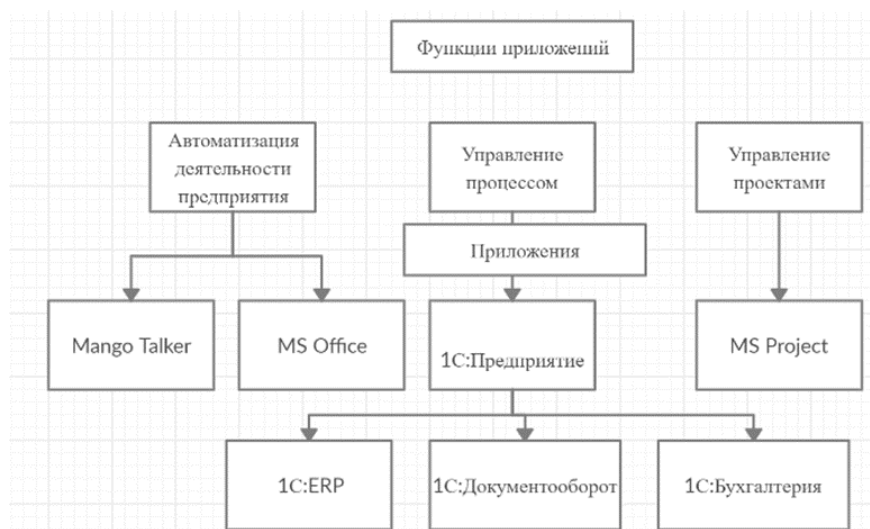 Функции приложений
Автоматизация
деятельности
предприятия
Управление
процессом
Управление
проектами
Приложения
Mango Talker
MS Office
1С:Предприятие
MS Project
1С:ERP
1С:Документооборот
1С:Бухгалтерия